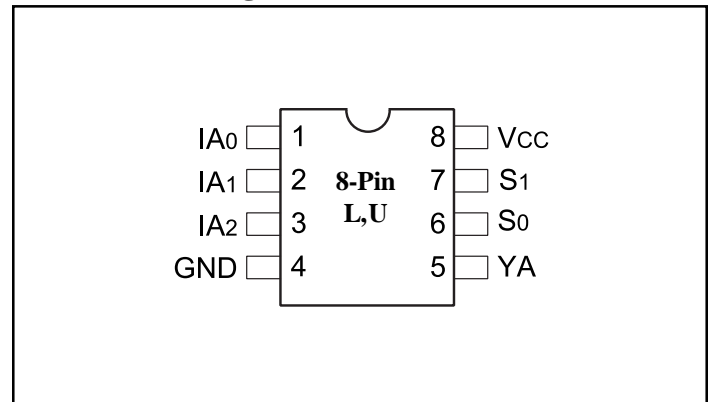 IA0 1 8 VCC
IA1 2 8-Pin 7 S1
L,U
IA2 3 6 S0
GND 4 5 YA